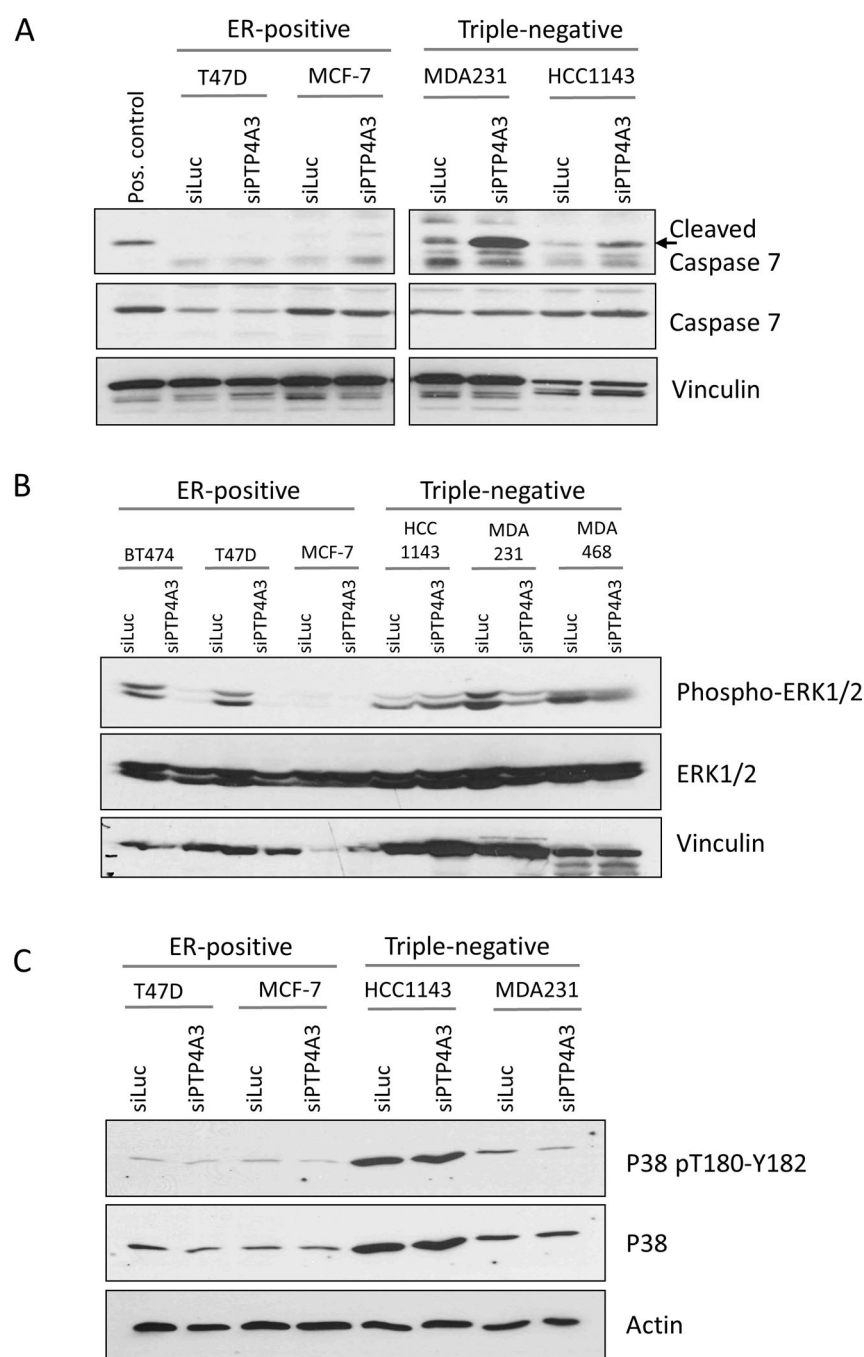 A
ER-positive Triple-negative
T47D MCF-7 MDA231 HCC1143
Pos. control siLuc siPTP4A3 siLuc siPTP4A3 siLuc siPTP4A3 siLuc siPTP4A3
Cleaved
Caspase 7
Caspase 7
Vinculin
B
ER-positive Triple-negative
BT474 T47D MCF-7 HCC 1143 MDA 231 MDA 468
siLuc siPTP4A3 siLuc siPTP4A3 siLuc siPTP4A3 siLuc siPTP4A3 siLuc siPTP4A3 siLuc siPTP4A3
Phospho-ERK1/2
ERK1/2
Vinculin
C
ER-positive Triple-negative
T47D MCF-7 HCC1143 MDA231
siLuc siPTP4A3 siLuc siPTP4A3 siLuc siPTP4A3 siLuc siPTP4A3
P38 pT180-Y182
P38
Actin